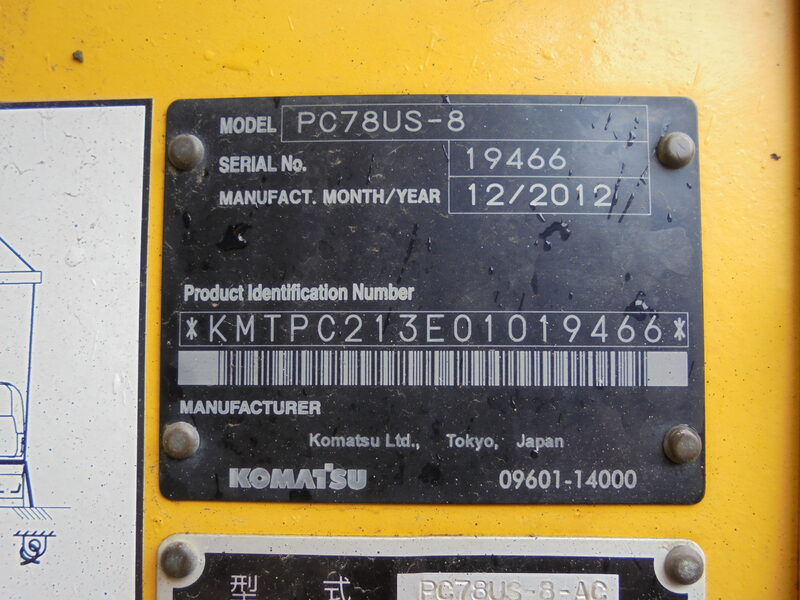 MODEL PC78US-8
SERIAL No. 19466
MANUFACT. MONTH/YEAR 12/2012
Product Identification Number
*KMTPC213E01019466*
MANUFACTURER
Komatsu Ltd., Tokyo, Japan
KOMATSU 09601-14000
型 式 PC78US-8-AC